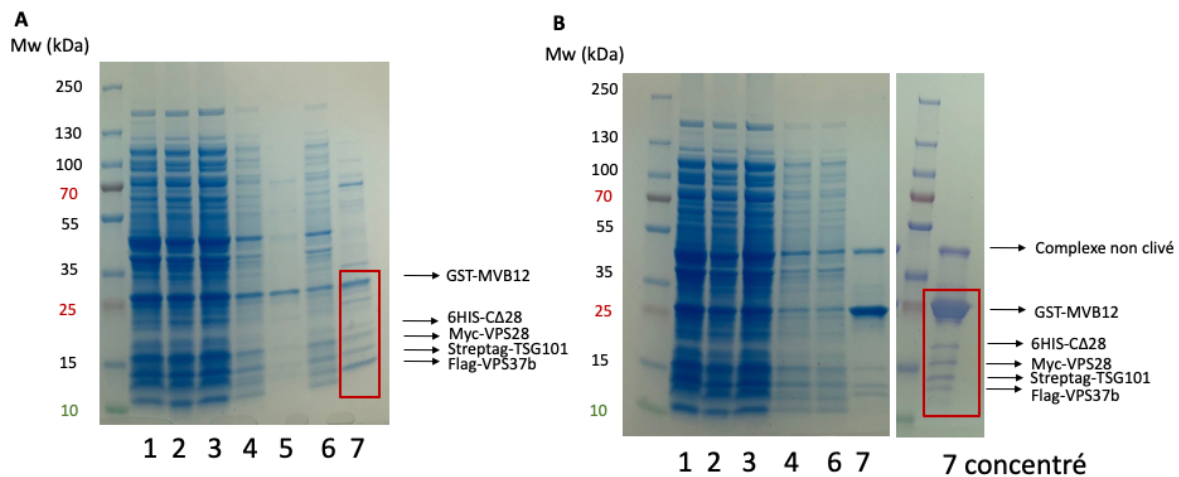 A
Mw (kDa)
250
130
100
70
55
35
25
15
10
GST-MVB12
6HIS-CΔ28
Myc-VPS28
Streptag-TSG101
Flag-VPS37b
1 2 3 4 5 6 7
B
Mw (kDa)
250
130
100
70
55
35
25
15
10
Complexe non clivé
GST-MVB12
6HIS-CΔ28
Myc-VPS28
Streptag-TSG101
Flag-VPS37b
1 2 3 4 6 7
7 concentré